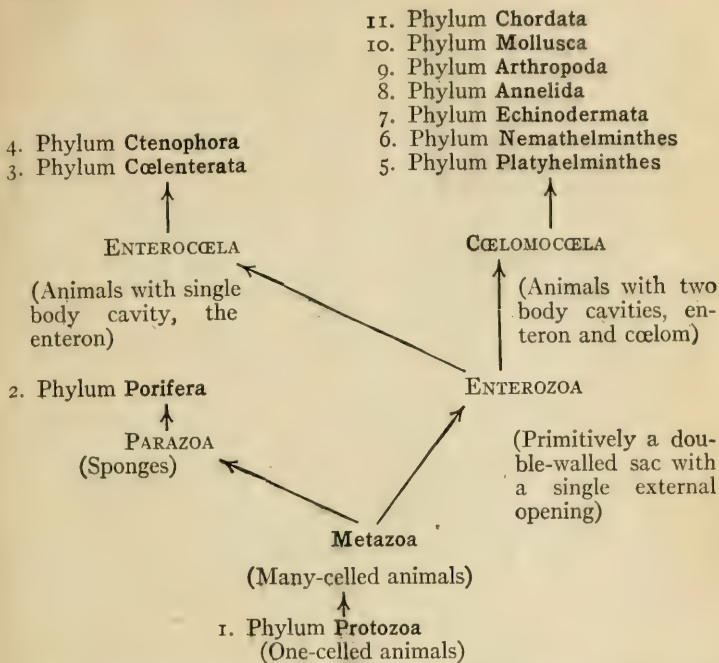 11. Phylum Chordata
10. Phylum Mollusca
9. Phylum Arthropoda
8. Phylum Annelida
7. Phylum Echinodermata
6. Phylum Nemathelminthes
5. Phylum Platyhelminthes
4. Phylum Ctenophora
3. Phylum Cœlenterata
ENTEROCŒLA
(Animals with single
body cavity, the
enteron)
CŒLOMOCŒLA
(Animals with two
body cavities, en-
teron and cœlom)
2. Phylum Porifera
PARAZOA
(Sponges)
ENTEROZOA
(Primitively a dou-
ble-walled sac with
a single external
opening)
Metazoa
(Many-celled animals)
1. Phylum Protozoa
(One-celled animals)